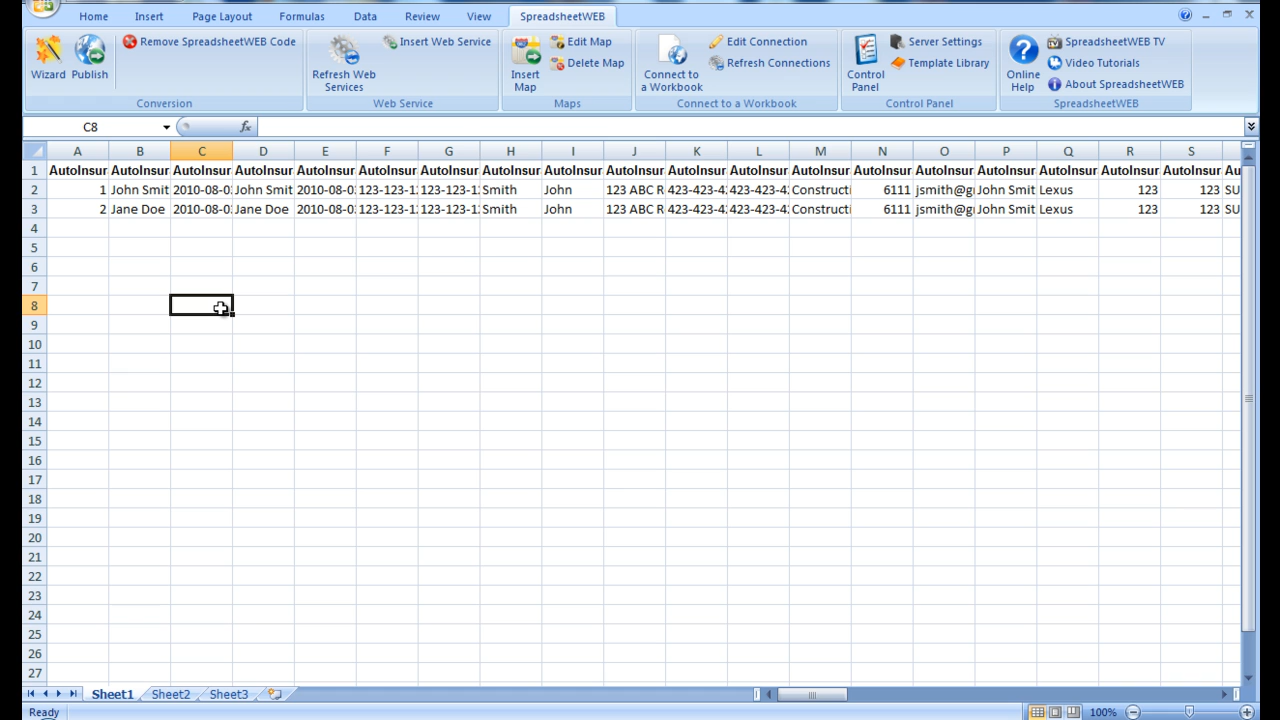 Home Insert Page Layout Formulas Data Review View SpreadsheetWEB
Wizard Publish Remove SpreadsheetWEB Code
Conversion
Refresh Web Services Insert Web Service
Web Service
Insert Map Edit Map Delete Map
Maps
Connect to a Workbook Edit Connection Refresh Connections
Connect to a Workbook
Control Panel Server Settings Template Library
Control Panel
Online Help SpreadsheetWEB TV Video Tutorials About SpreadsheetWEB
SpreadsheetWEB
C8 fx
A B C D E F G H I J K L M N O P Q R S
1 AutoInsur AutoInsur AutoInsur AutoInsur AutoInsur AutoInsur AutoInsur AutoInsur AutoInsur AutoInsur AutoInsur AutoInsur AutoInsur AutoInsur AutoInsur AutoInsur AutoInsur AutoInsur AutoInsur Au
2 1 John Smit 2010-08-0 John Smit 2010-08-0 123-123-1 123-123-1 Smith John 123 ABC R 423-423-4 423-423-4 Constructi 6111 jsmith@g John Smit Lexus 123 123 SU
3 2 Jane Doe 2010-08-0 Jane Doe 2010-08-0 123-123-1 123-123-1 Smith John 123 ABC R 423-423-4 423-423-4 Constructi 6111 jsmith@g John Smit Lexus 123 123 SU
4
5
6
7
8
9
10
11
12
13
14
15
16
17
18
19
20
21
22
23
24
25
26
27
Sheet1 Sheet2 Sheet3
Ready 100%